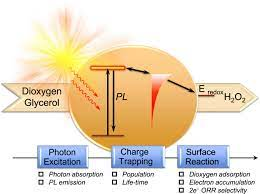 Dioxygen
Glycerol
PL
E redox
H2O2
Photon
Excitation
Charge
Trapping
Surface
Reaction
Photon absorption
PL emission
Population
Life-time
Dioxygen adsorption
Electron accumulation
2e⁻ ORR selectivity